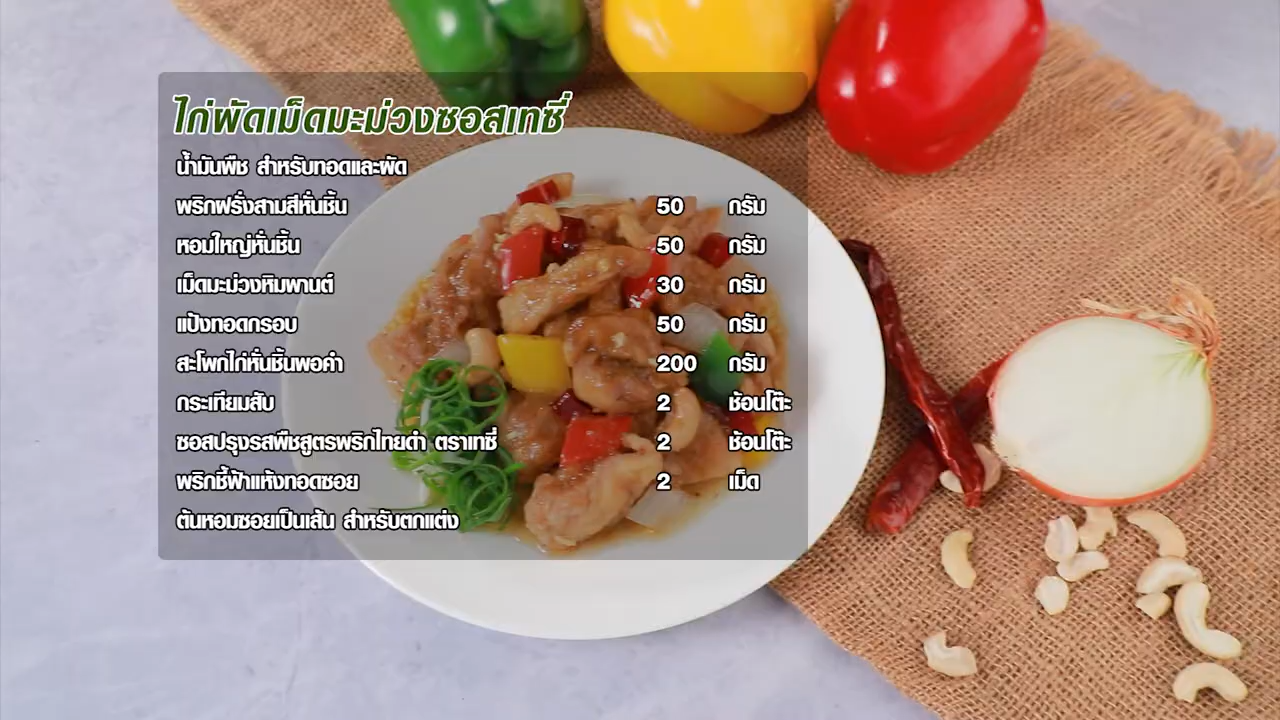 ไก่ผัดเม็ดมะม่วงซอสเทซี่
น้ำมันพืช สำหรับทอดและผัด
พริกฝรั่งสามสีหั่นชิ้น 50 กรัม
หอมใหญ่หั่นชิ้น 50 กรัม
เม็ดมะม่วงหิมพานต์ 30 กรัม
แป้งทอดกรอบ 50 กรัม
สะโพกไก่หั่นชิ้นพอคำ 200 กรัม
กระเทียมสับ 2 ช้อนโต๊ะ
ซอสปรุงรสพืชสูตรพริกไทยดำ ตราเทซี่ 2 ช้อนโต๊ะ
พริกชี้ฟ้าแห้งทอดซอย 2 เม็ด
ต้นหอมซอยเป็นเส้น สำหรับตกแต่ง